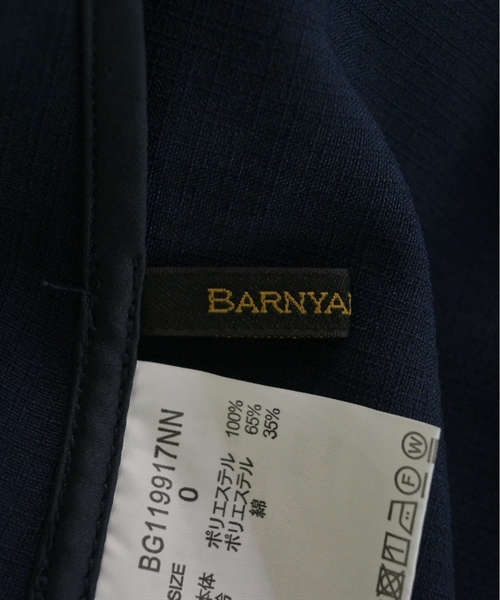 BARNYA
BG119917NN
SIZE 0
本体 ポリエステル 100%
ポリエステル 65%
綿 35%
W
F